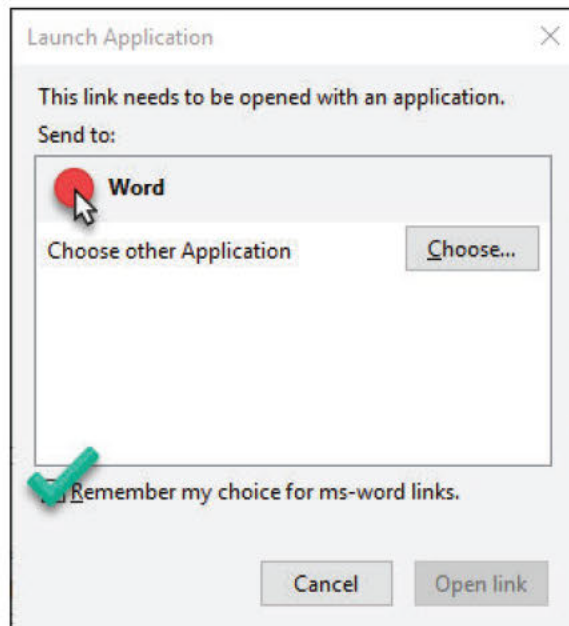 Launch Application
This link needs to be opened with an application.
Send to:
Word
Choose other Application
Choose...
Remember my choice for ms-word links.
Cancel
Open link